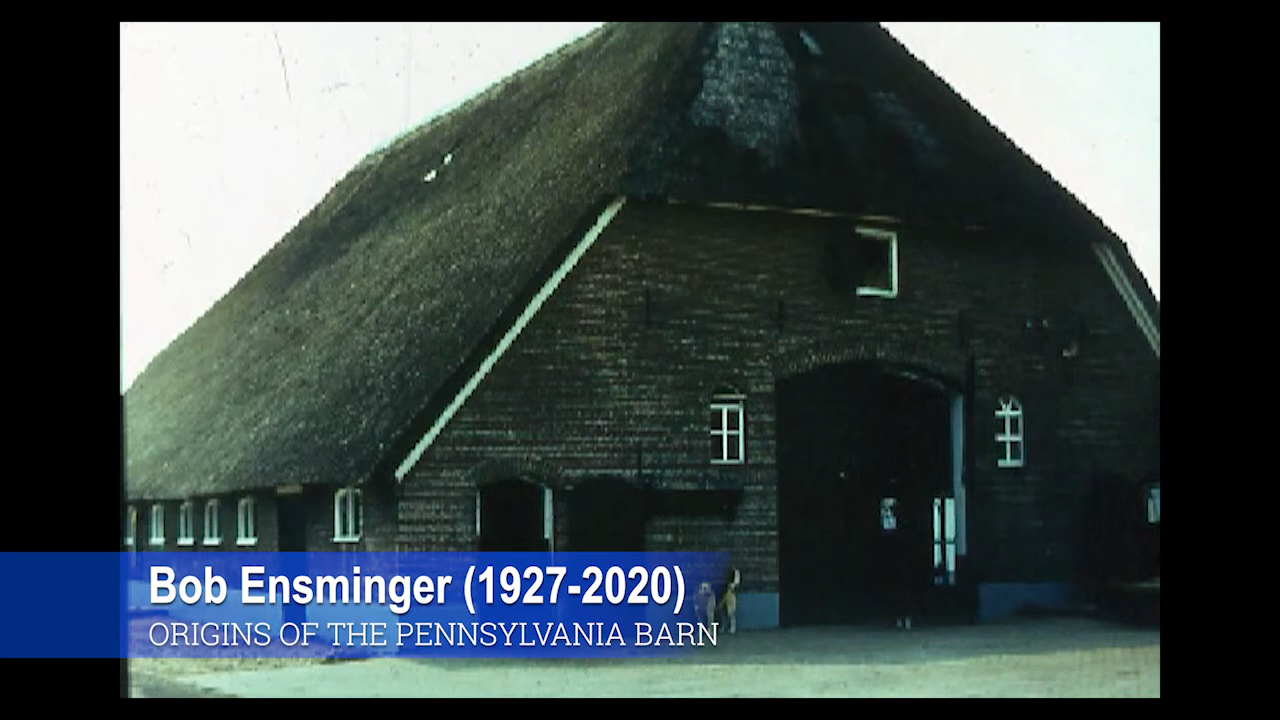 Bob Ensminger (1927-2020)
ORIGINS OF THE PENNSYLVANIA BARN